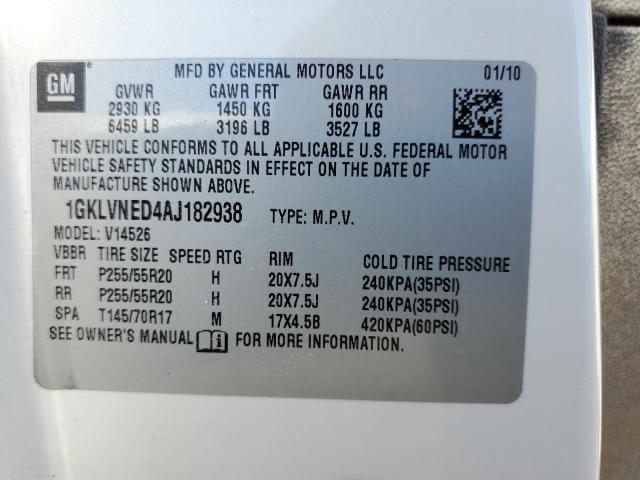 GM
MFD BY GENERAL MOTORS LLC 01/10
GVWR GAWR FRT GAWR RR
2930 KG 1450 KG 1600 KG
6459 LB 3196 LB 3527 LB
THIS VEHICLE CONFORMS TO ALL APPLICABLE U.S. FEDERAL MOTOR
VEHICLE SAFETY STANDARDS IN EFFECT ON THE DATE OF
MANUFACTURE SHOWN ABOVE.
1GKLVNED4AJ182938 TYPE: M.P.V.
MODEL: V14526
VBBR TIRE SIZE SPEED RTG RIM COLD TIRE PRESSURE
FRT P255/55R20 H 20X7.5J 240KPA(35PSI)
RR P255/55R20 H 20X7.5J 240KPA(35PSI)
SPA T145/70R17 M 17X4.5B 420KPA(60PSI)
SEE OWNER'S MANUAL FOR MORE INFORMATION.